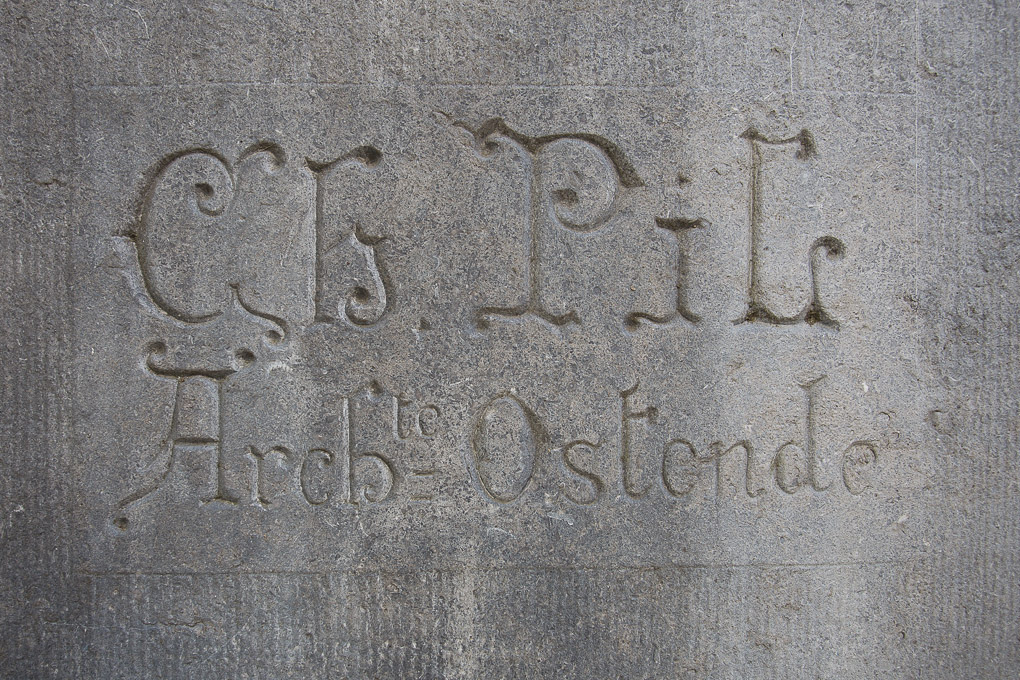 Ch. Pil
Archte Ostende